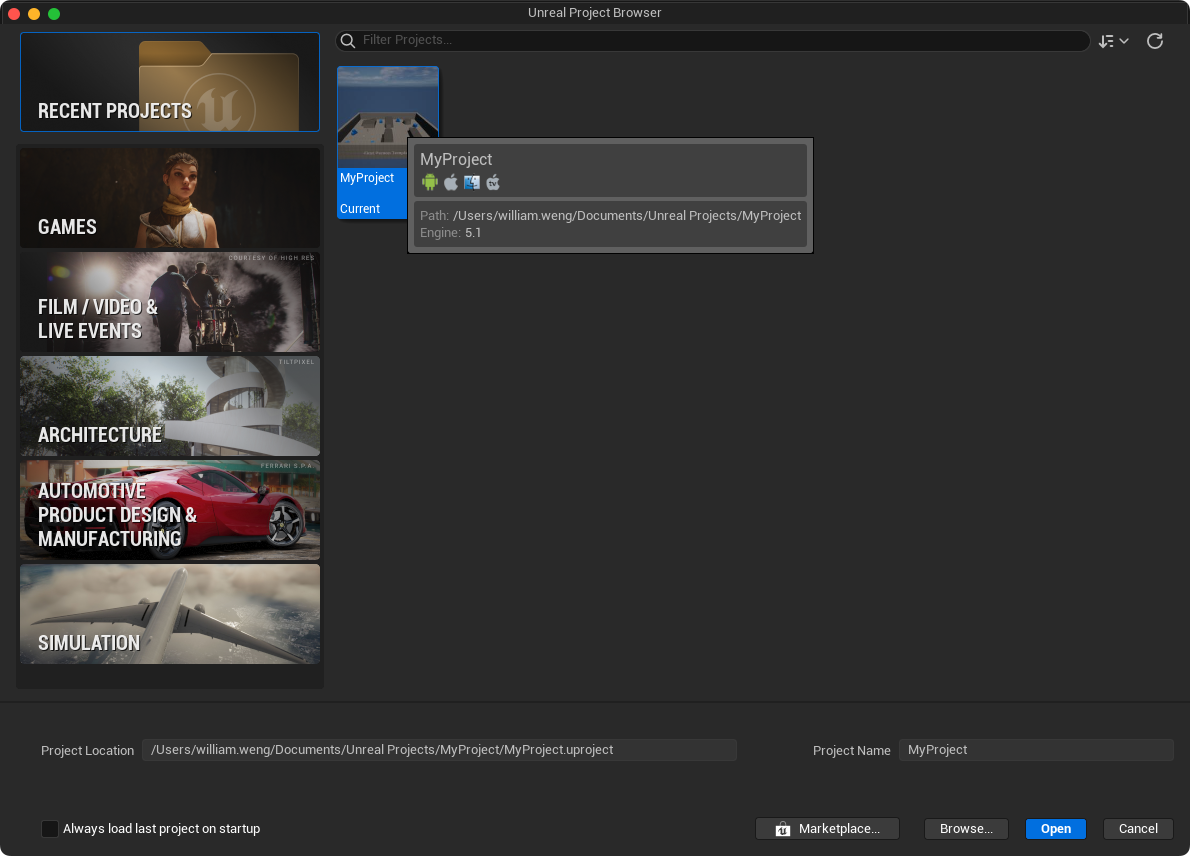 Unreal Project Browser
RECENT PROJECTS
Filter Projects...
GAMES
COURTESY OF HIGH RES
FILM / VIDEO &
LIVE EVENTS
TILTPIXEL
ARCHITECTURE
FERRARI S.P.A
AUTOMOTIVE
PRODUCT DESIGN &
MANUFACTURING
SIMULATION
MyProject
Current
MyProject
tv
Path: /Users/william.weng/Documents/Unreal Projects/MyProject
Engine: 5.1
Project Location /Users/william.weng/Documents/Unreal Projects/MyProject/MyProject.uproject
Project Name MyProject
Always load last project on startup
Marketplace...
Browse...
Open
Cancel